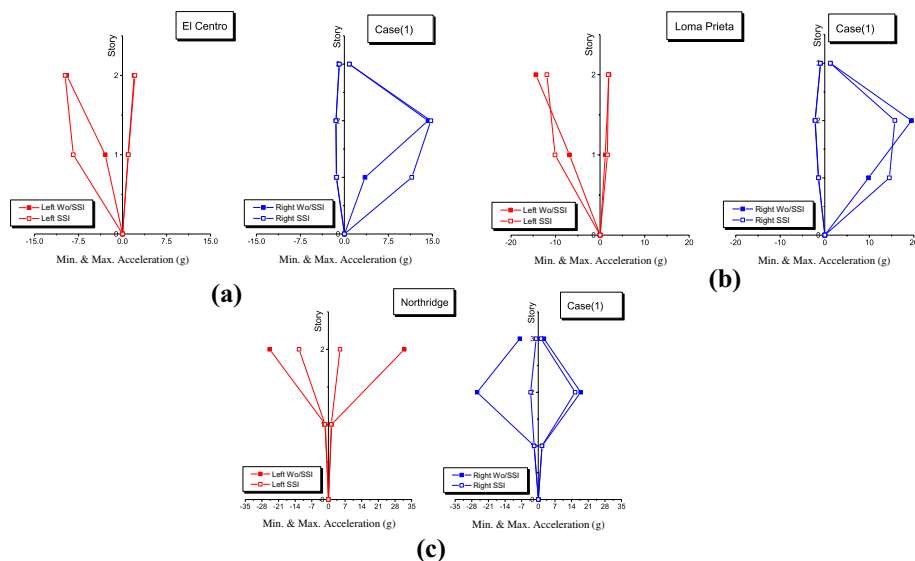 El Centro
Case(1)
Story
2
1
0
Left Wo/SSI
Left SSI
-15.0 -7.5 0.0 7.5 15.0
Min. & Max. Acceleration (g)
Story
2
Right Wo/SSI
Right SSI
-15.0 -7.5 0.0 7.5 15.0
Min. & Max. Acceleration (g)
(a)
Loma Prieta
Case(1)
Story
2
1
0
Left Wo/SSI
Left SSI
-20 -10 0 10 20
Story
2
Right Wo/SSI
Right SSI
-20 -10 0 10 20
Min. & Max. Acceleration (g)
(b)
Northridge
Case(1)
Story
2
Left Wo/SSI
Left SSI
-35 -28 -21 -14 -7 0 7 14 21 28 35
Min. & Max. Acceleration (g)
Story
3
2
Right Wo/SSI
Right SSI
-35 -28 -21 -14 -7 0 7 14 21 28 35
Min. & Max. Acceleration (g)
(c)